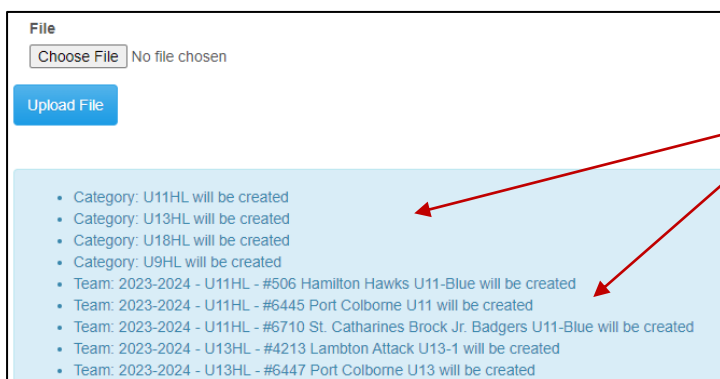 File
Choose File No file chosen
Upload File
• Category: U11HL will be created
• Category: U13HL will be created
• Category: U18HL will be created
• Category: U9HL will be created
• Team: 2023-2024 - U11HL - #506 Hamilton Hawks U11-Blue will be created
• Team: 2023-2024 - U11HL - #6445 Port Colborne U11 will be created
• Team: 2023-2024 - U11HL - #6710 St. Catharines Brock Jr. Badgers U11-Blue will be created
• Team: 2023-2024 - U13HL - #4213 Lambton Attack U13-1 will be created
• Team: 2023-2024 - U13HL - #6447 Port Colborne U13 will be created